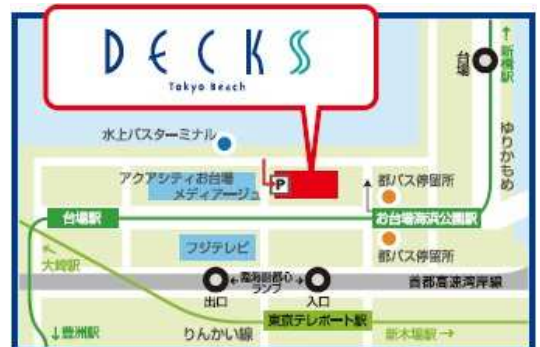 DECKS
Tokyo Beach
台場
↑新橋駅
ゆりかもめ
水上バスターミナル
アクアシティお台場
メディアージュ
P
都バス停留所
台場駅
お台場海浜公園駅
フジテレビ
都バス停留所
大崎駅
臨海副都心
ランプ
首都高速湾岸線
出口
入口
東京テレポート駅
↓豊洲駅
りんかい線
新木場駅→